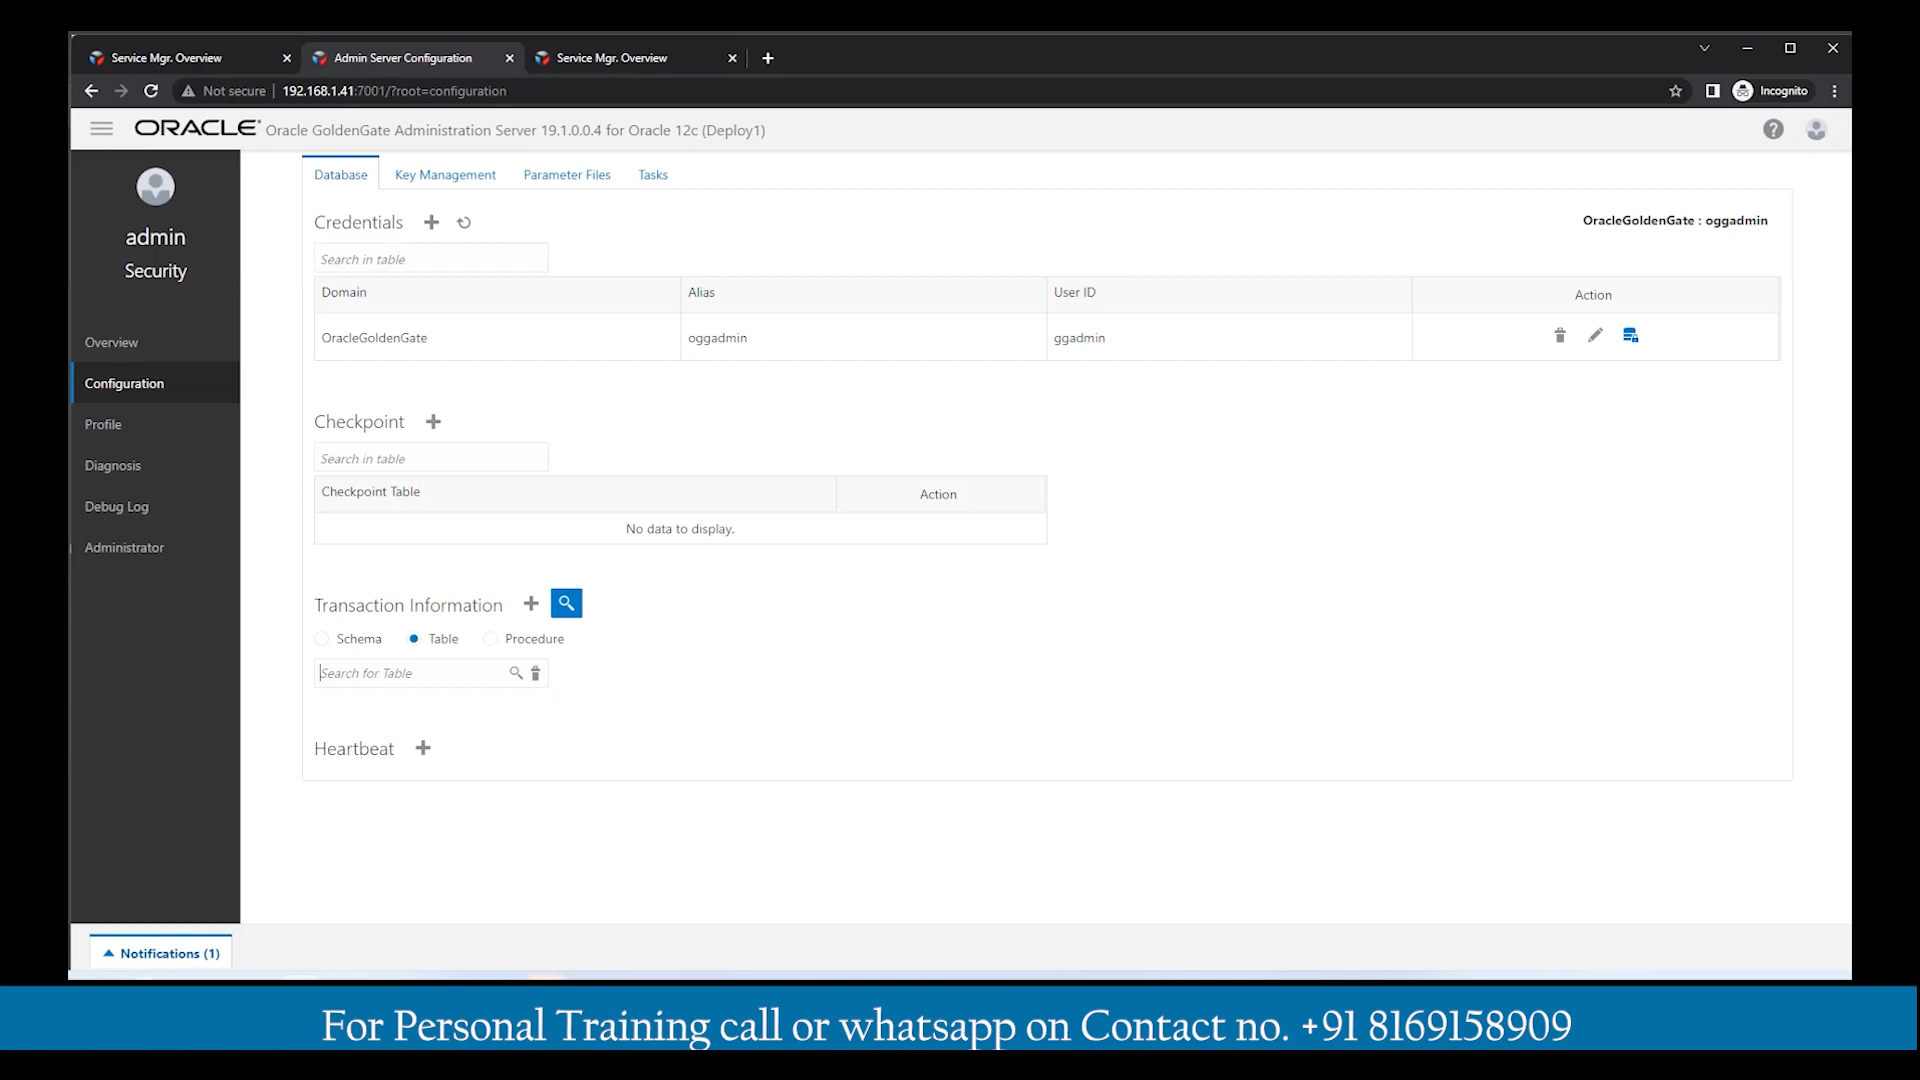 Service Mgr. Overview
Admin Server Configuration
Service Mgr. Overview
Not secure
192.168.1.41:7001/?root=configuration
Incognito
ORACLE
Oracle GoldenGate Administration Server 19.1.0.0.4 for Oracle 12c (Deploy1)
admin
Security
Overview
Configuration
Profile
Diagnosis
Debug Log
Administrator
Database Key Management Parameter Files Tasks
Credentials
OracleGoldenGate : oggadmin
Search in table
Domain Alias User ID Action
OracleGoldenGate oggadmin ggadmin
Checkpoint
Search in table
Checkpoint Table Action
No data to display.
Transaction Information
Schema Table Procedure
Search for Table
Heartbeat
Notifications (1)
For Personal Training call or whatsapp on Contact no. +91 8169158909